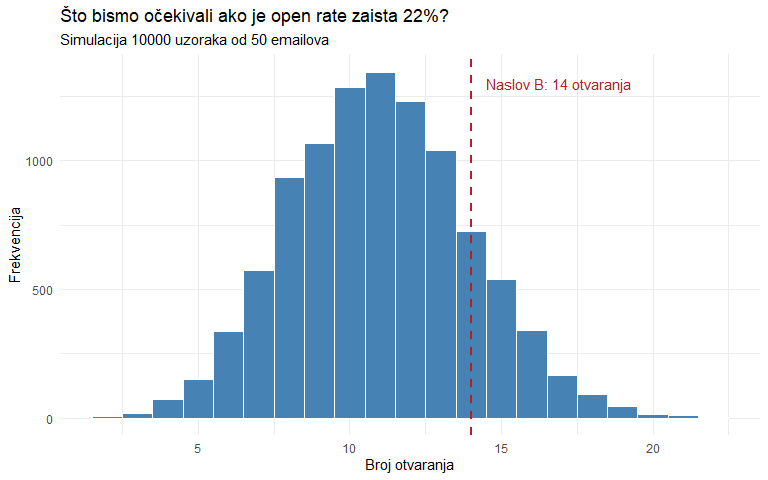 Što bismo očekivali ako je open rate zaista 22%?
Simulacija 10000 uzoraka od 50 emailova
Naslov B: 14 otvaranja
1000
500
0
Frekvencija
5 10 15 20
Broj otvaranja